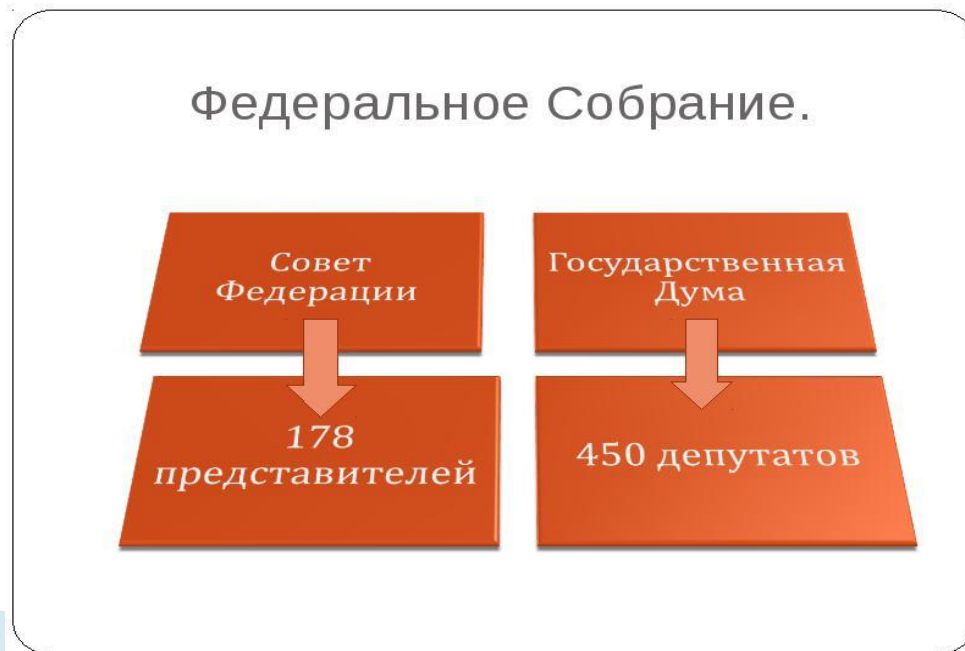 Федеральное Собрание.
Совет
Федерации
178
представителей
Государственная
Дума
450 депутатов